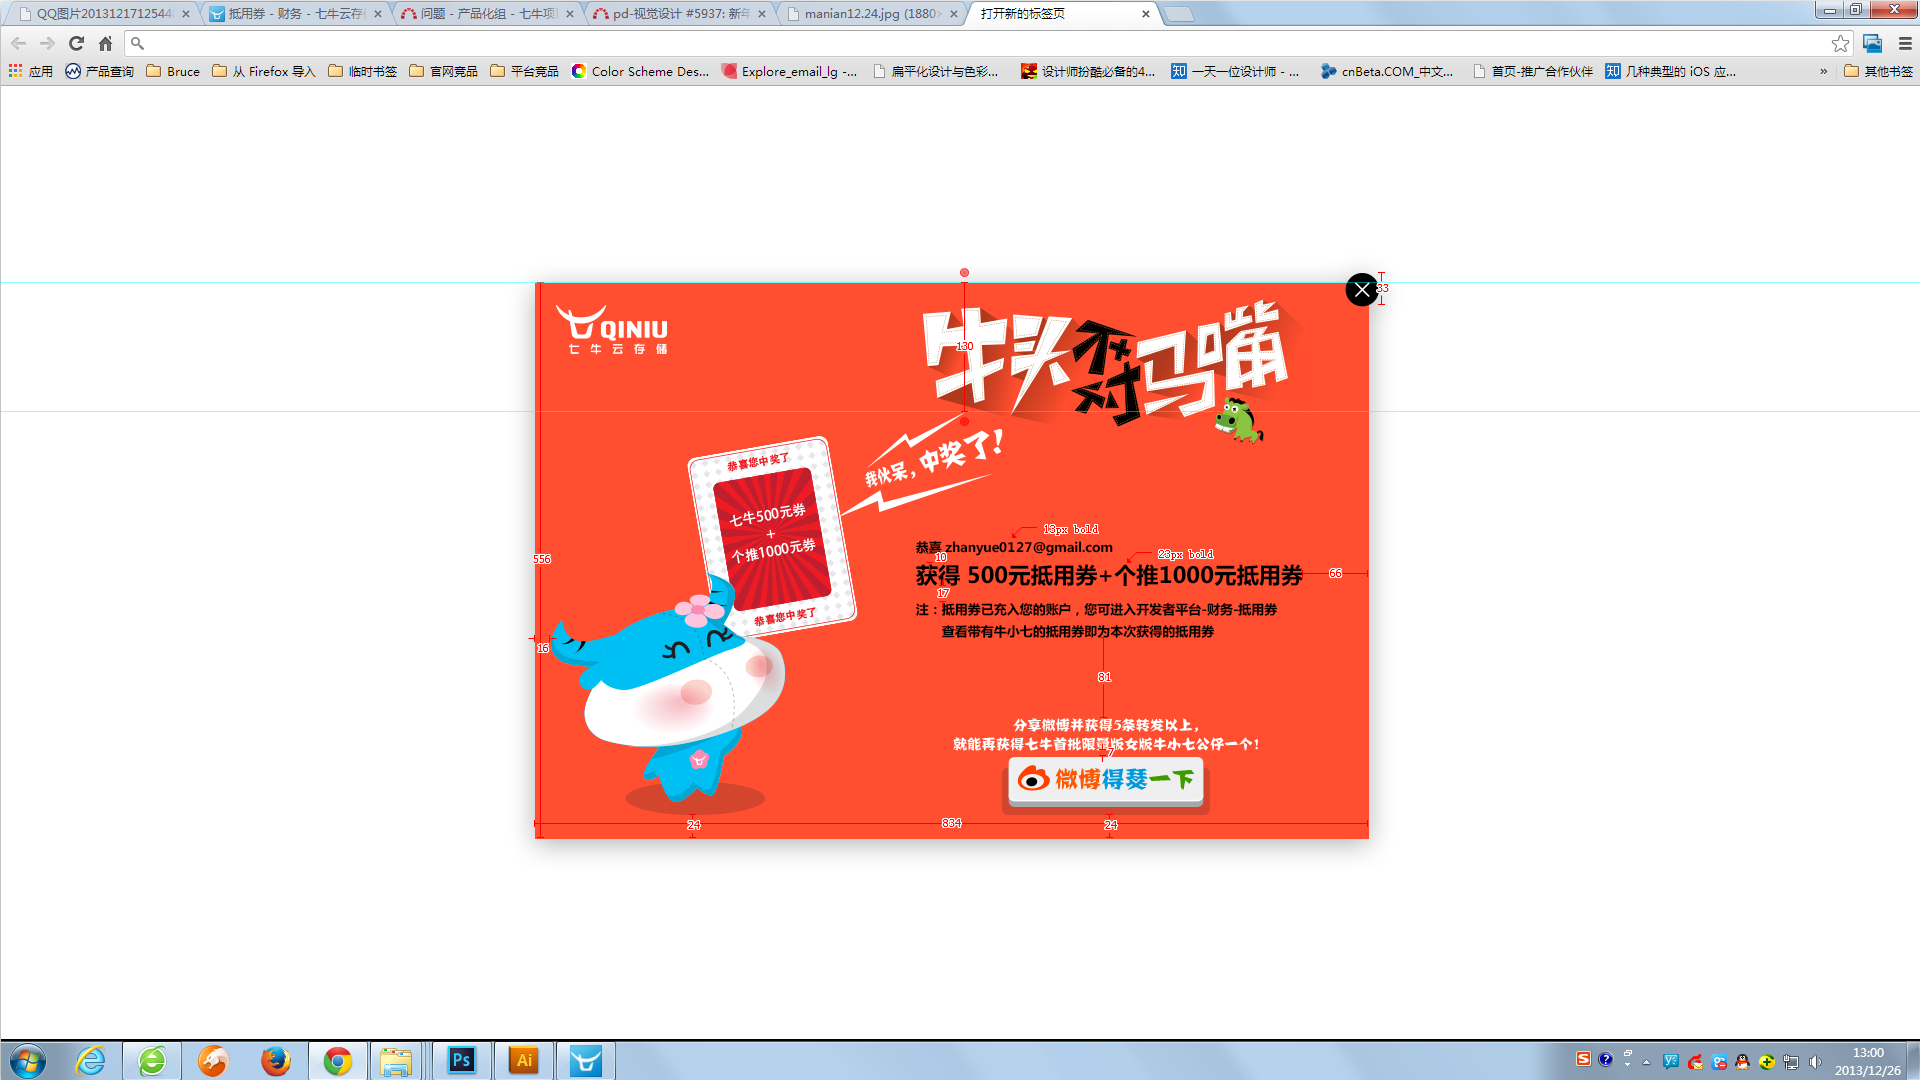 QQ图片2013121712544
抵用券 - 财务 - 七牛云存
问题 - 产品化组 - 七牛项
pd-视觉设计 #5937: 新年
manian12.24.jpg (1880
打开新的标签页
应用
产品查询
Bruce
从 Firefox 导入
临时书签
官网竞品
平台竞品
Color Scheme Des...
Explore_email_lg -...
扁平化设计与色彩...
设计师扮酷必备的4...
一天一位设计师 - ...
cnBeta.COM_中文...
首页-推广合作伙伴
几种典型的 iOS 应...
»
其他书签
33
QINIU
七牛云存储
牛头不对马嘴
130
我伙呆，中奖了！
恭喜您中奖了
七牛500元券
+
个推1000元券
恭喜您中奖了
13px bold
恭喜 zhanyue0127@gmail.com
10
23px bold
获得 500元抵用券+个推1000元抵用券
66
17
注：抵用券已充入您的账户，您可进入开发者平台-财务-抵用券
查看带有牛小七的抵用券即为本次获得的抵用券
556
16
81
分享微博并获得5条转发以上，
就能再获得七牛首批限量版女版牛小七公仔一个！
7
微博得瑟一下
24
834
24
Ps
Ai
13:00
2013/12/26